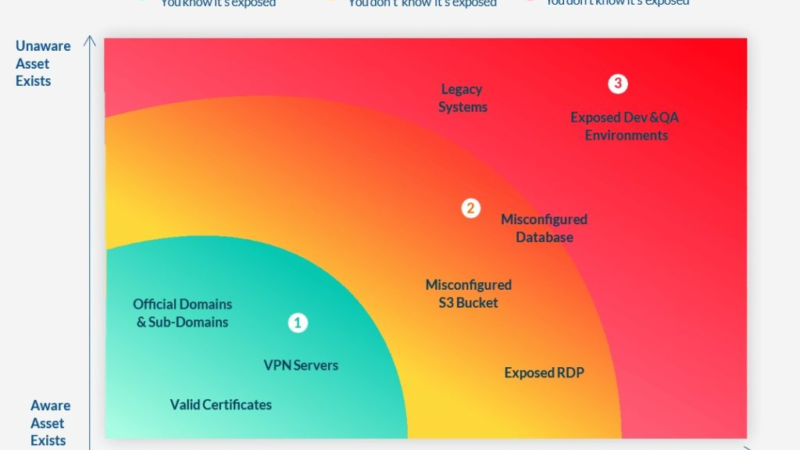 You know it's exposed
You don't know it's exposed
You don't know it's exposed
Unaware
Asset
Exists
Legacy
Systems
3
Exposed Dev & QA
Environments
2
Misconfigured
Database
Misconfigured
S3 Bucket
Official Domains
& Sub-Domains
1
VPN Servers
Exposed RDP
Valid Certificates
Aware
Asset
Exists